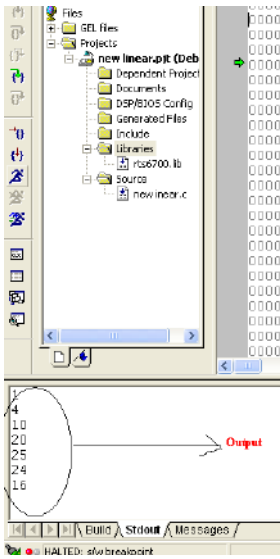 Files
GEL files
Projects
new linear.pjt (Deb
Dependent Project
Documents
DSP/BIOS Config
Generated Files
Include
Libraries
rts6700.lib
Source
new linear.c
1
4
10
20
25
24
16
Output
Build
Stdout
Messages
HALTED: s/w breakpoint